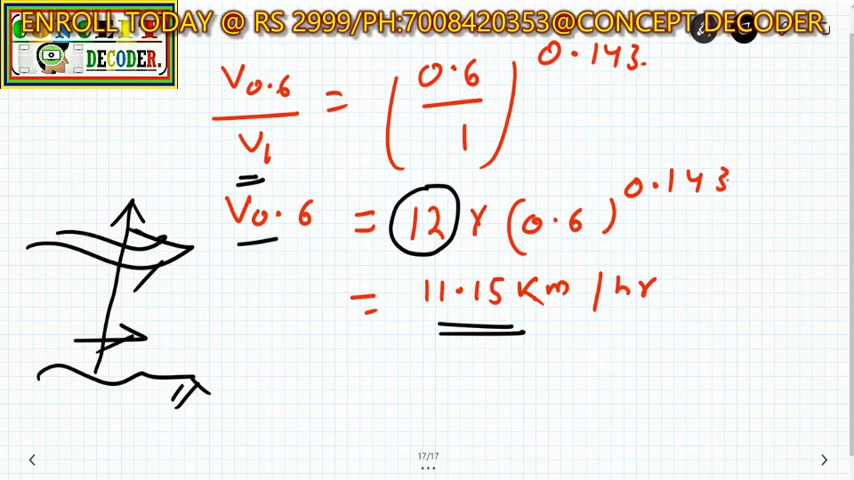 ENROLL TODAY @ RS 2999/PH:7008420353@CONCEPT DECODER
DECODER.
V0.6 / V1 = (0.6 / 1)^0.143.
V0.6 = 12 × (0.6)^0.143
= 11.15 Km/hr
17/17